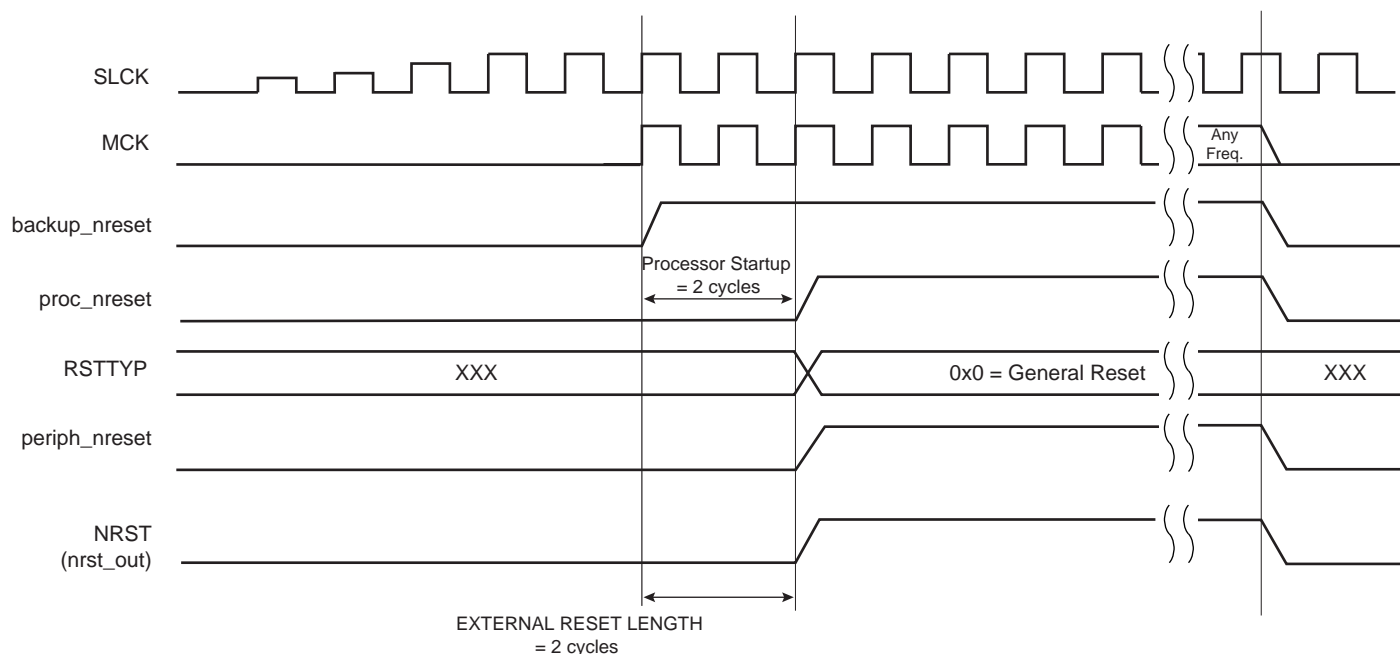 SLCK
MCK
Any
Freq.
backup_nreset
Processor Startup
= 2 cycles
proc_nreset
RSTTYP
XXX
0x0 = General Reset
XXX
periph_nreset
NRST
(nrst_out)
EXTERNAL RESET LENGTH
= 2 cycles